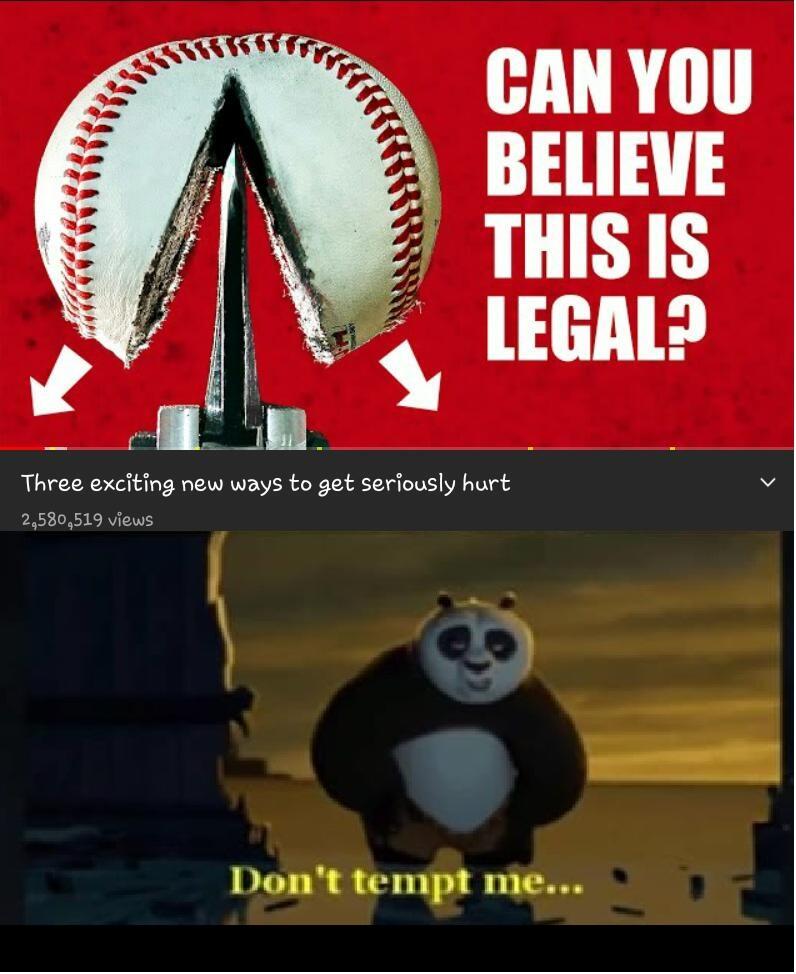 CAN YOU
BELIEVE
THIS IS
LEGAL?
Three exciting new ways to get seriously hurt
2,580,519 views
Don't tempt me...